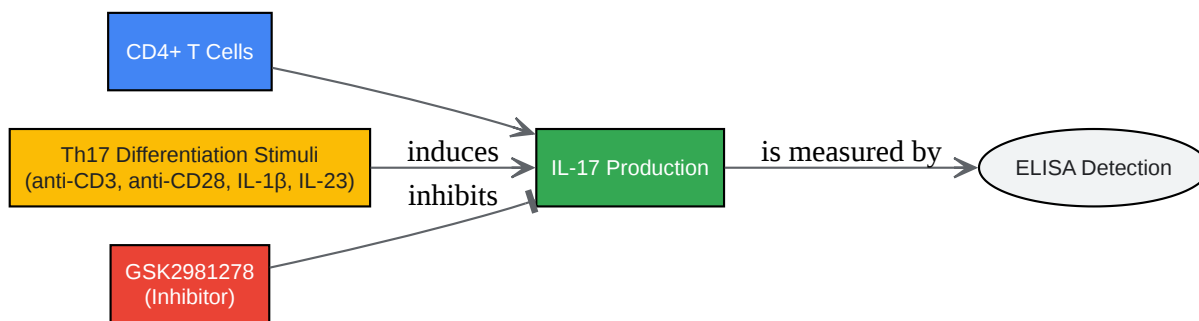 CD4+ T Cells
Th17 Differentiation Stimuli
(anti-CD3, anti-CD28, IL-1β, IL-23)
induces
inhibits
IL-17 Production
is measured by
ELISA Detection
GSK2981278
(Inhibitor)